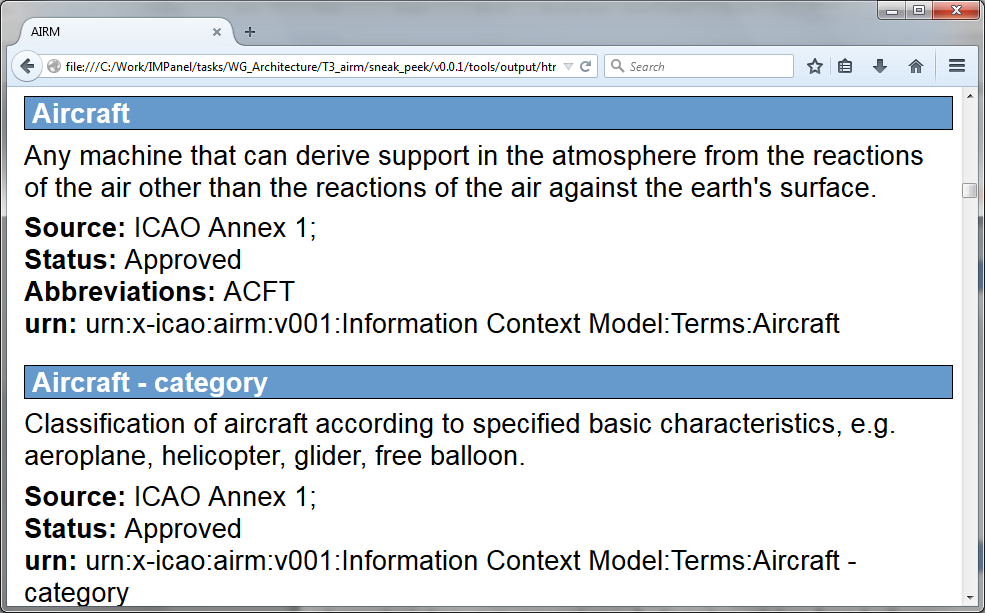 AIRM
file:///C:/Work/IMPanel/tasks/WG_Architecture/T3_airm/sneak_peek/v0.0.1/tools/output/htr
Search
Aircraft
Any machine that can derive support in the atmosphere from the reactions
of the air other than the reactions of the air against the earth's surface.
Source: ICAO Annex 1;
Status: Approved
Abbreviations: ACFT
urn: urn:x-icao:airm:v001:Information Context Model:Terms:Aircraft
Aircraft - category
Classification of aircraft according to specified basic characteristics, e.g.
aeroplane, helicopter, glider, free balloon.
Source: ICAO Annex 1;
Status: Approved
urn: urn:x-icao:airm:v001:Information Context Model:Terms:Aircraft -
category